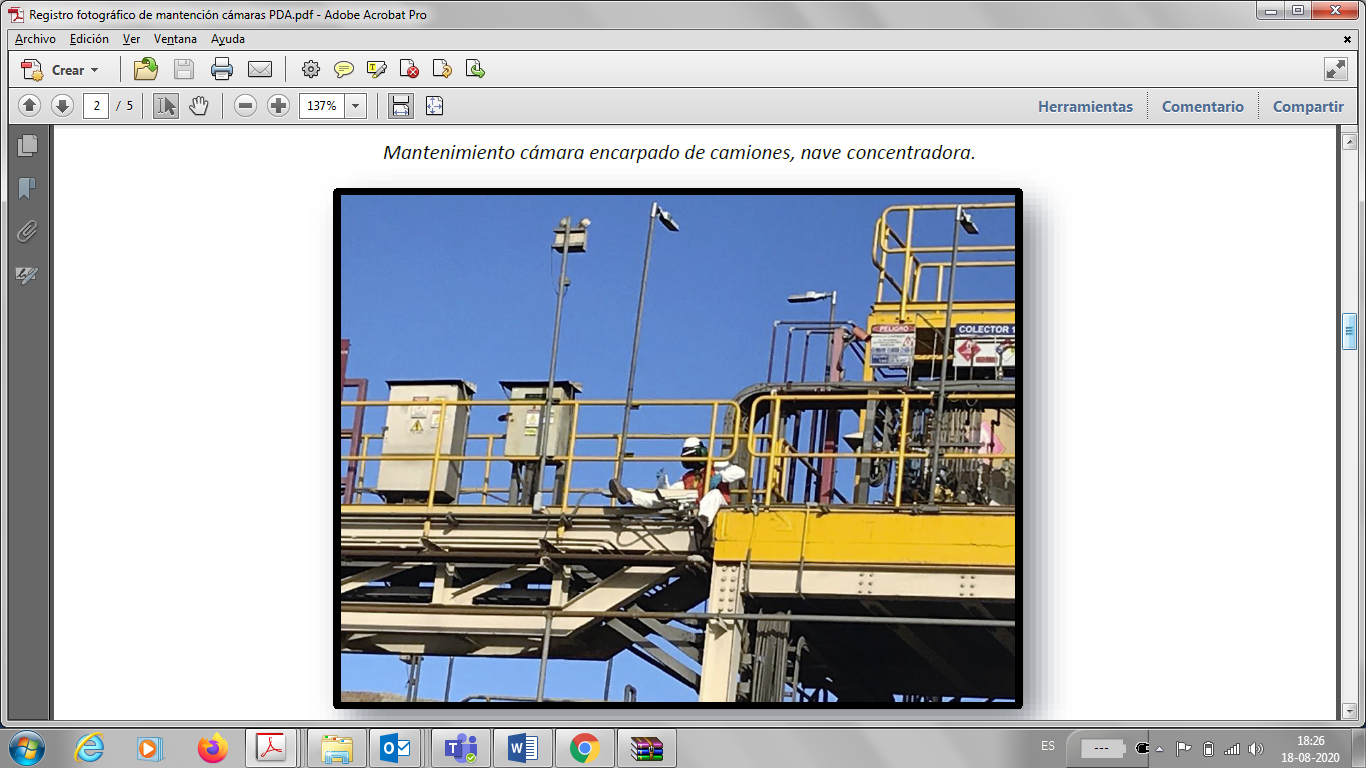 Registro fotográfico de mantención cámaras PDA.pdf - Adobe Acrobat Pro
Archivo Edición Ver Ventana Ayuda
Crear
2 / 5 137% Herramientas Comentario Compartir
Mantenimiento cámara encarpado de camiones, nave concentradora.
PELIGRO
COLECTOR 1
ES
18:26
18-08-2020